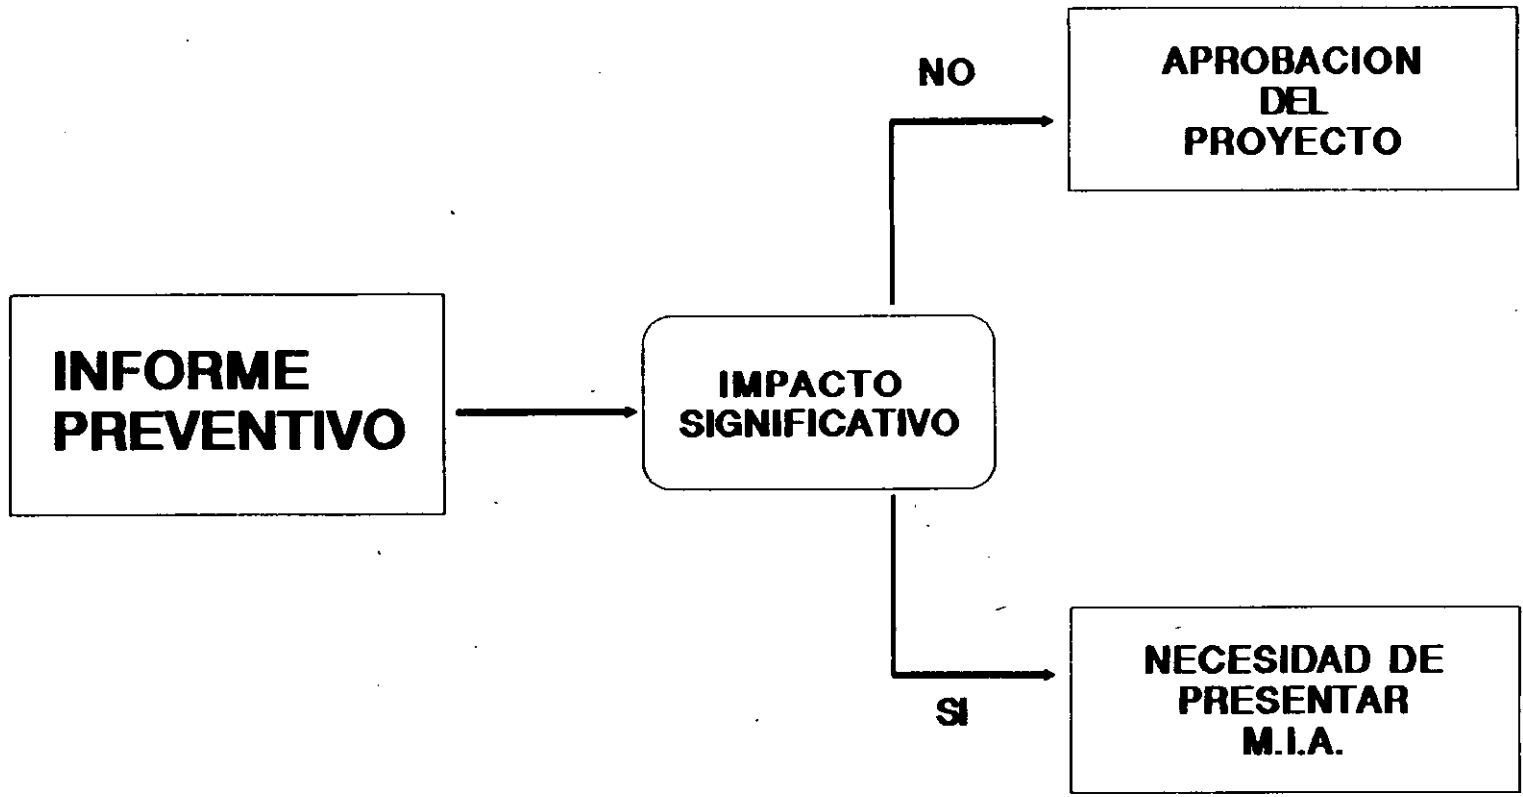 INFORME
PREVENTIVO
IMPACTO
SIGNIFICATIVO
NO
APROBACION
DEL
PROYECTO
SI
NECESIDAD DE
PRESENTAR
M.I.A.